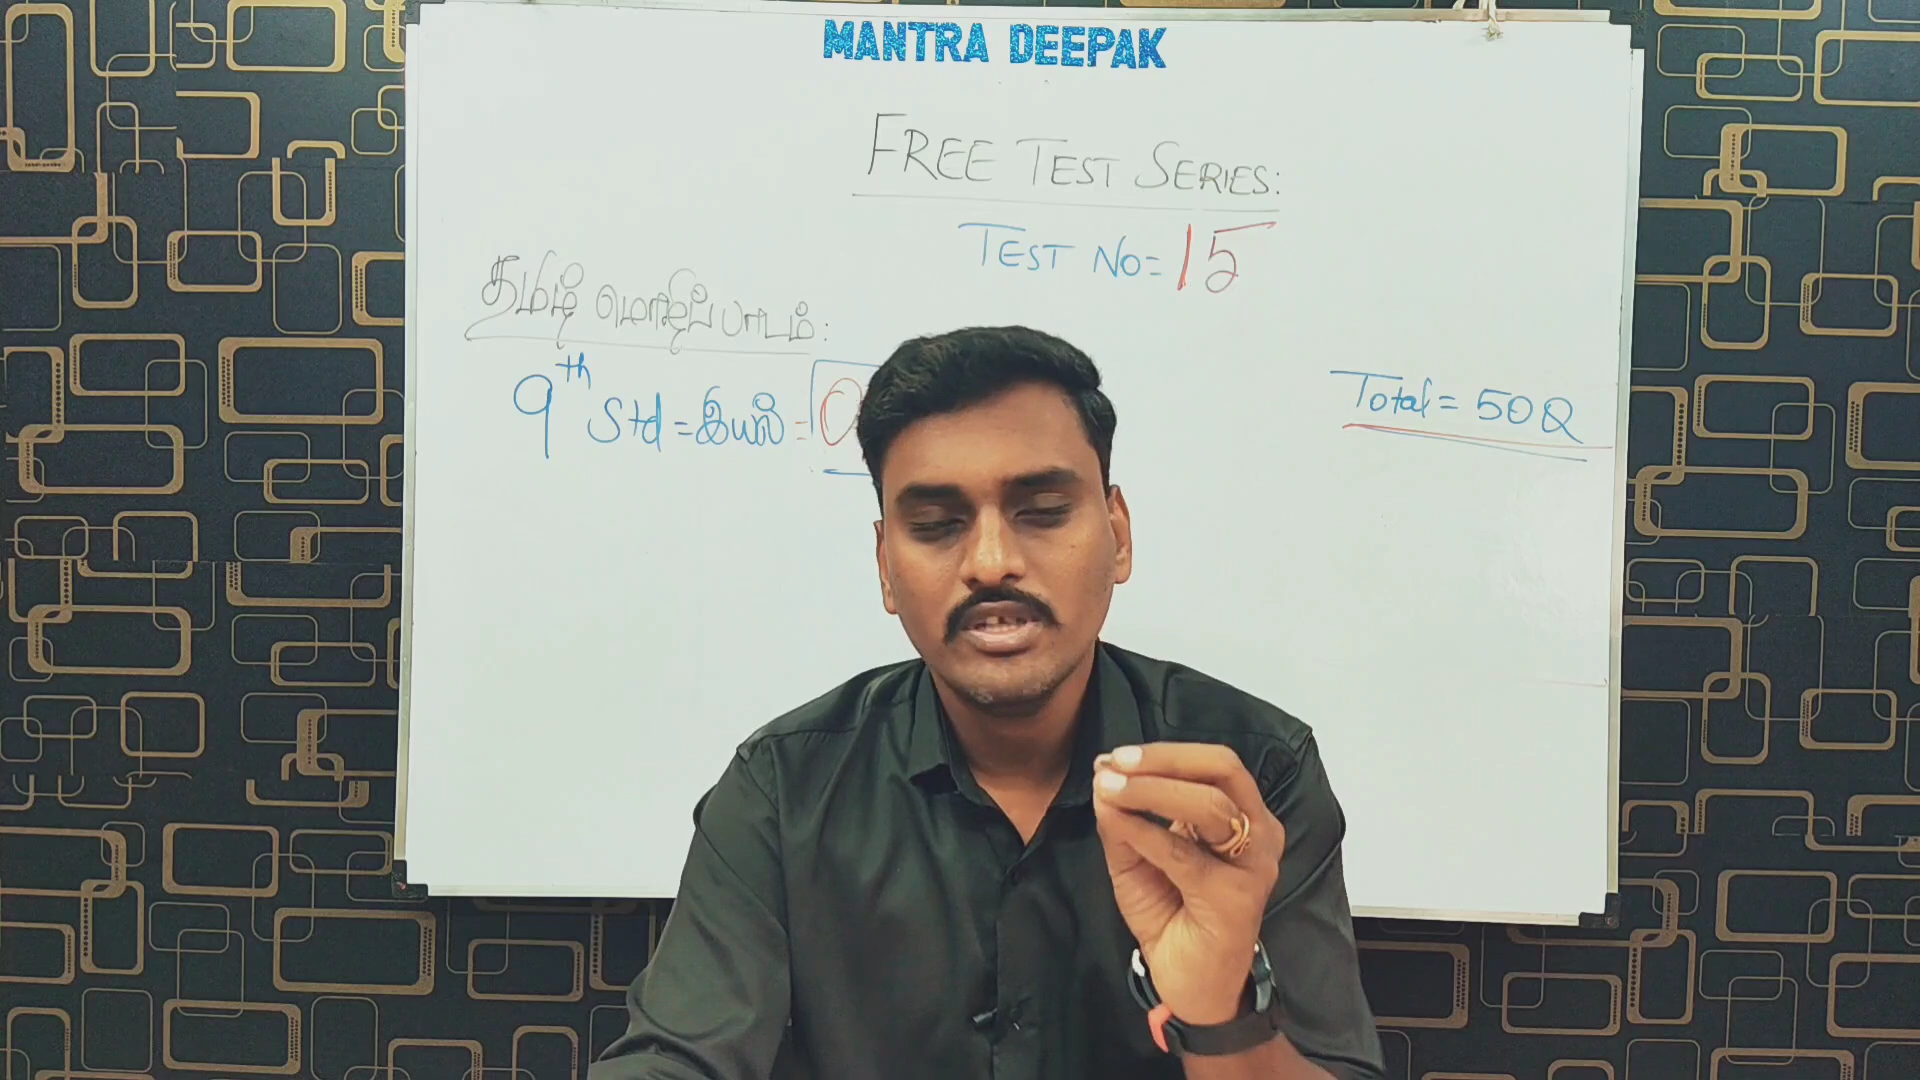 MANTRA DEEPAK
FREE TEST SERIES:
TEST NO = 15
தமிழ் மொழிப் பாடம் :
9th Std = இயல் =
Total = 50Q